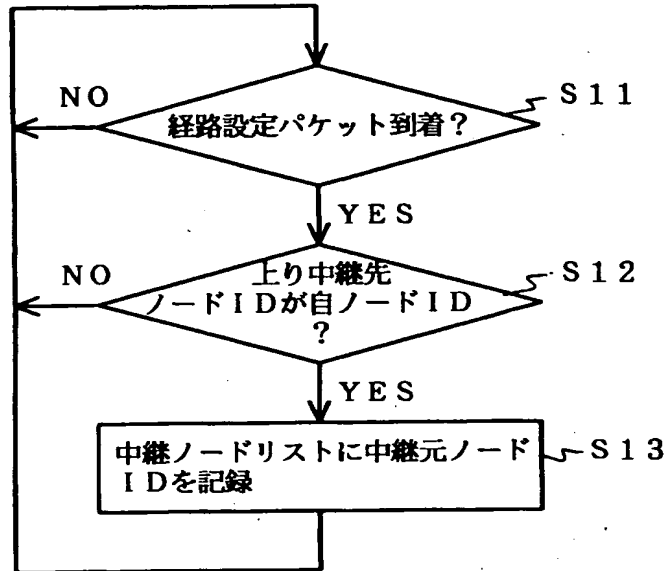 NO
S11
経路設定パケット到着？
YES
NO
上り中継先
S12
ノードIDが自ノードID
？
YES
中継ノードリストに中継元ノード
IDを記録
S13